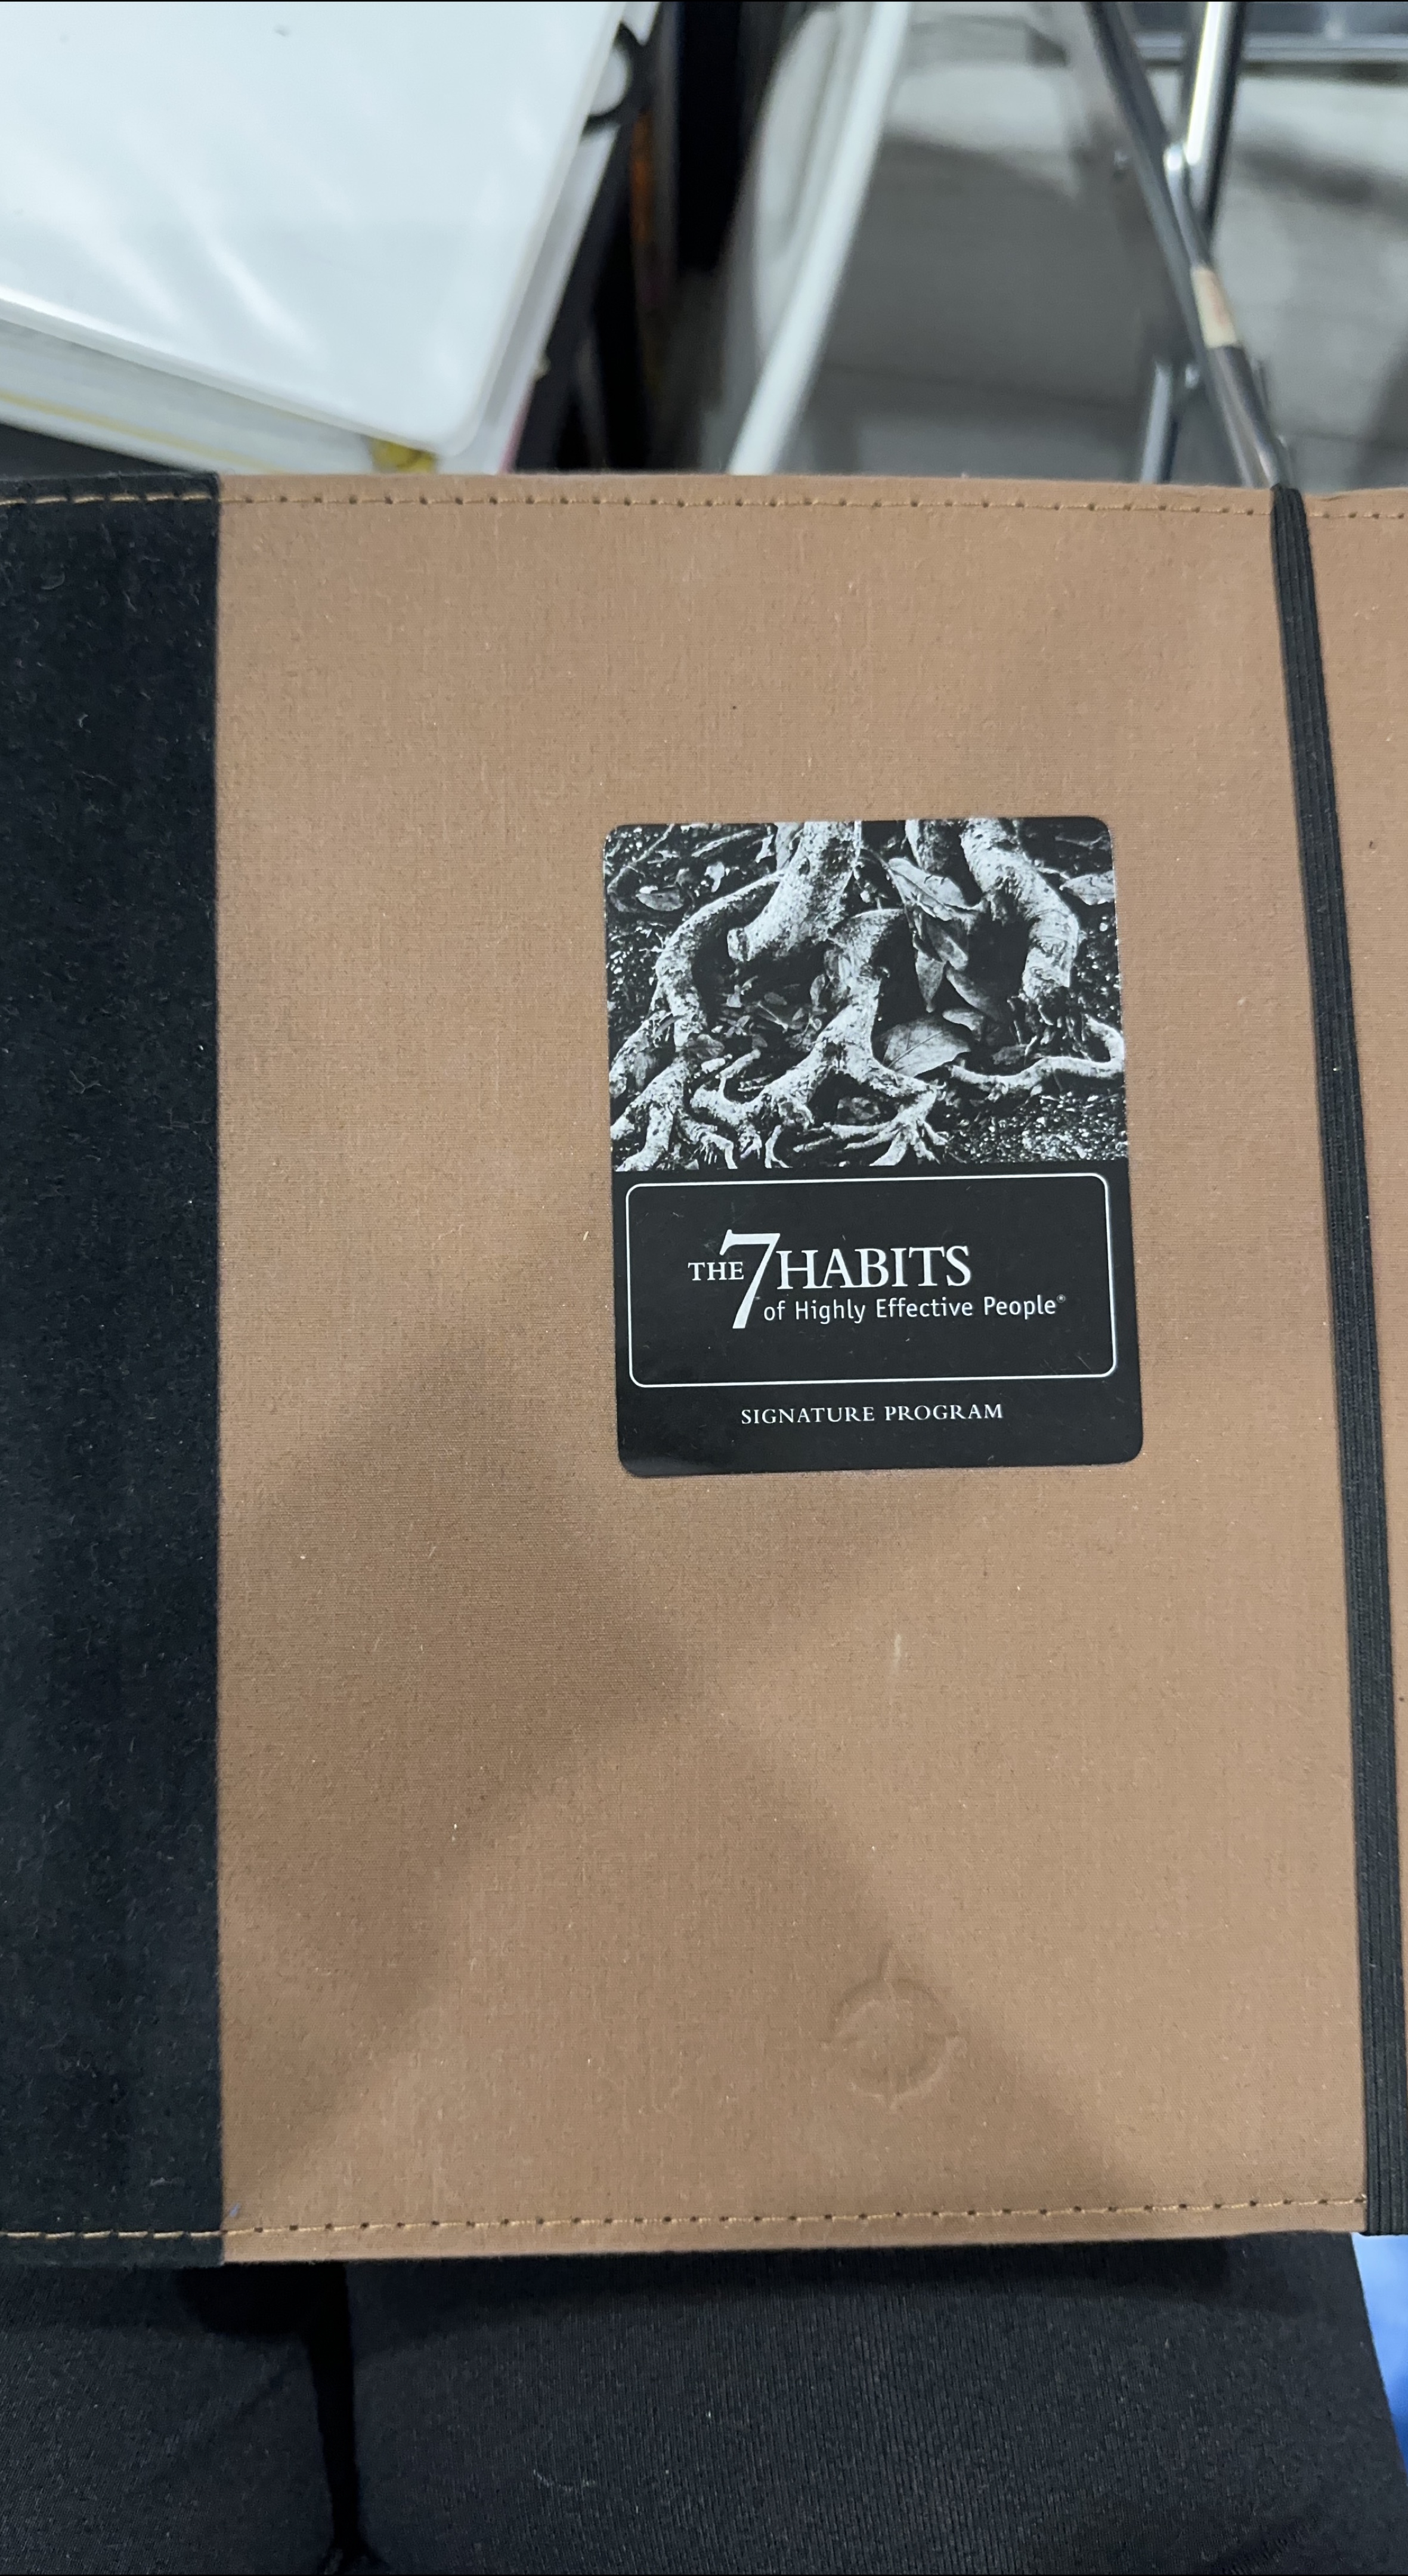 THE 7 HABITS
of Highly Effective People®
SIGNATURE PROGRAM